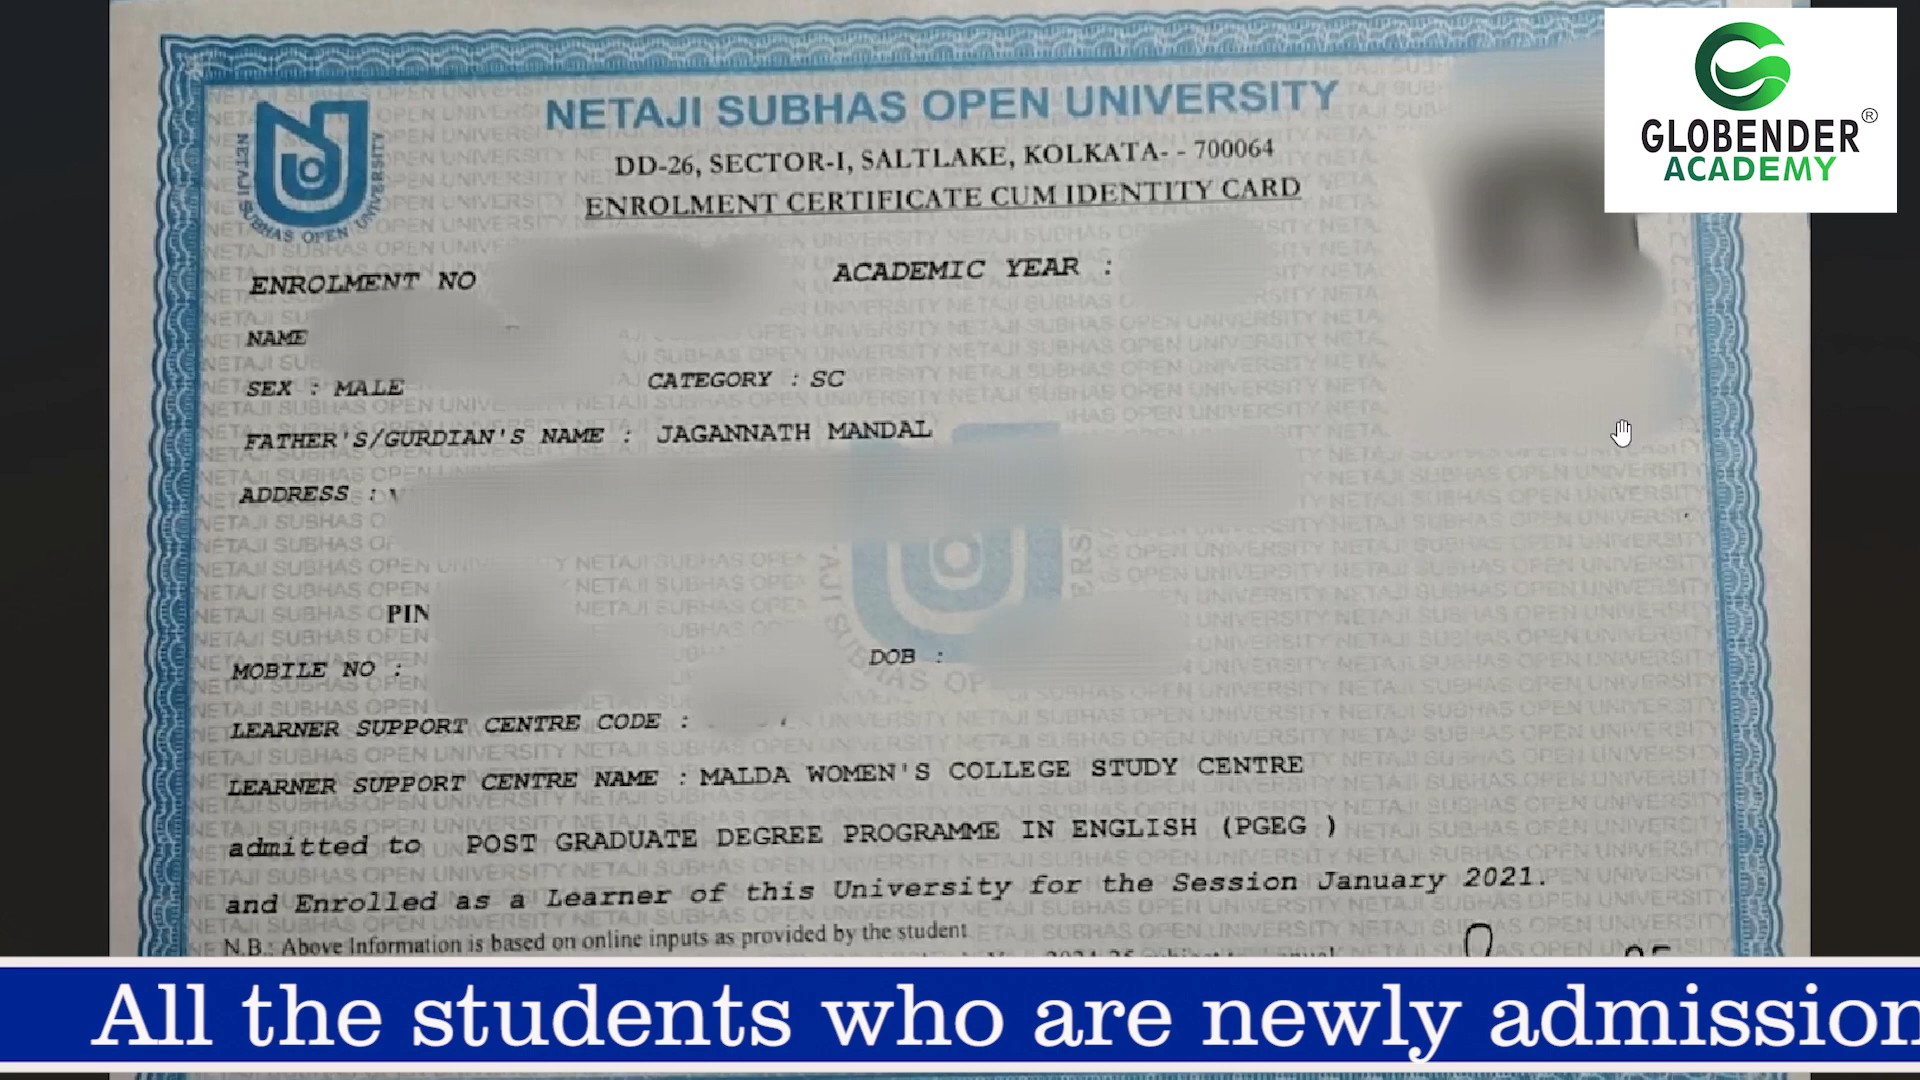 NETAJI SUBHAS OPEN UNIVERSITY
DD-26, SECTOR-I, SALTLAKE, KOLKATA- - 700064
ENROLMENT CERTIFICATE CUM IDENTITY CARD
NETAJI SUBHAS OPEN UNIVERSITY
GLOBENDER®
ACADEMY
ENROLMENT NO
ACADEMIC YEAR :
NAME
SEX : MALE
CATEGORY : SC
FATHER'S/GURDIAN'S NAME : JAGANNATH MANDAL
ADDRESS :
PIN
MOBILE NO :
DOB :
LEARNER SUPPORT CENTRE CODE :
LEARNER SUPPORT CENTRE NAME : MALDA WOMEN'S COLLEGE STUDY CENTRE
admitted to POST GRADUATE DEGREE PROGRAMME IN ENGLISH (PGEG )
and Enrolled as a Learner of this University for the Session January 2021.
N.B.: Above Information is based on online inputs as provided by the student
All the students who are newly admission